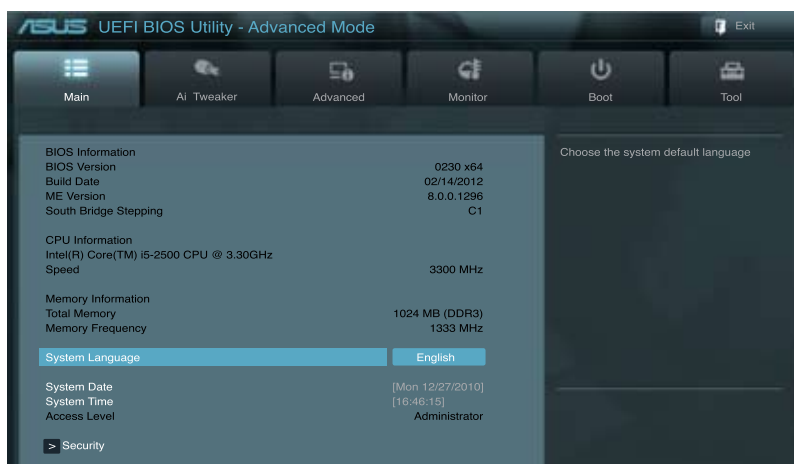 ASUS UEFI BIOS Utility - Advanced Mode
Exit
Main
Ai Tweaker
Advanced
Monitor
Boot
Tool
BIOS Information
BIOS Version 0230 x64
Build Date 02/14/2012
ME Version 8.0.0.1296
South Bridge Stepping C1
CPU Information
Intel(R) Core(TM) i5-2500 CPU @ 3.30GHz
Speed 3300 MHz
Memory Information
Total Memory 1024 MB (DDR3)
Memory Frequency 1333 MHz
System Language English
System Date [Mon 12/27/2010]
System Time [16:46:15]
Access Level Administrator
> Security
Choose the system default language